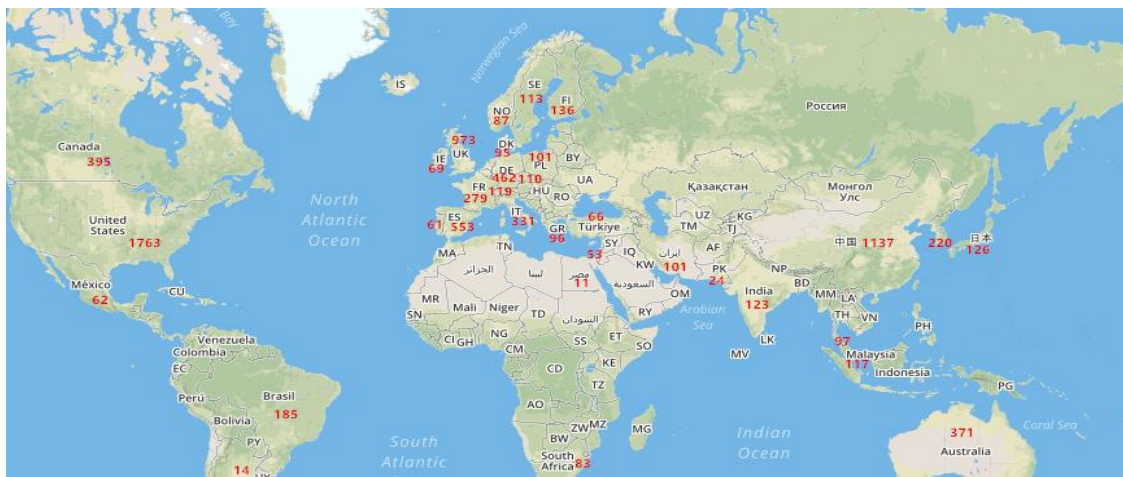 Bay
IS
Norwegian Sea
SE
113
FI
136
NO
87
Россия
Canada
395
973
IE
UK
69
DK
95
101
PL
BY
DE
462
110
UA
FR
279
119
HU
RO
Қазақстан
Монгол
Улс
North
Atlantic
Ocean
United
States
1763
61
ES
553
IT
331
GR
96
66
Türkiye
UZ
KG
TM
TJ
中国 1137
220
日本
126
MA
TN
53
SY
IQ
ایران
101
AF
PK
24
NP
México
62
CU
الجزائر
ليبيا
مصر
11
KW
السعودية
OM
India
123
BD
MM
LA
MR
Mali
Niger
TD
السودان
RY
Arabian
Sea
TH
VN
PH
SN
Venezuela
Colombia
EC
CI
GH
NG
CM
SS
ET
SO
LK
MV
97
Malaysia
117
Indonesia
PG
Perú
Brasil
185
CD
KE
TZ
Bolivia
AO
ZW
MZ
MG
BW
PY
South
Atlantic
Indian
Ocean
371
Australia
Coral Sea
14
UY
South
Africa
83